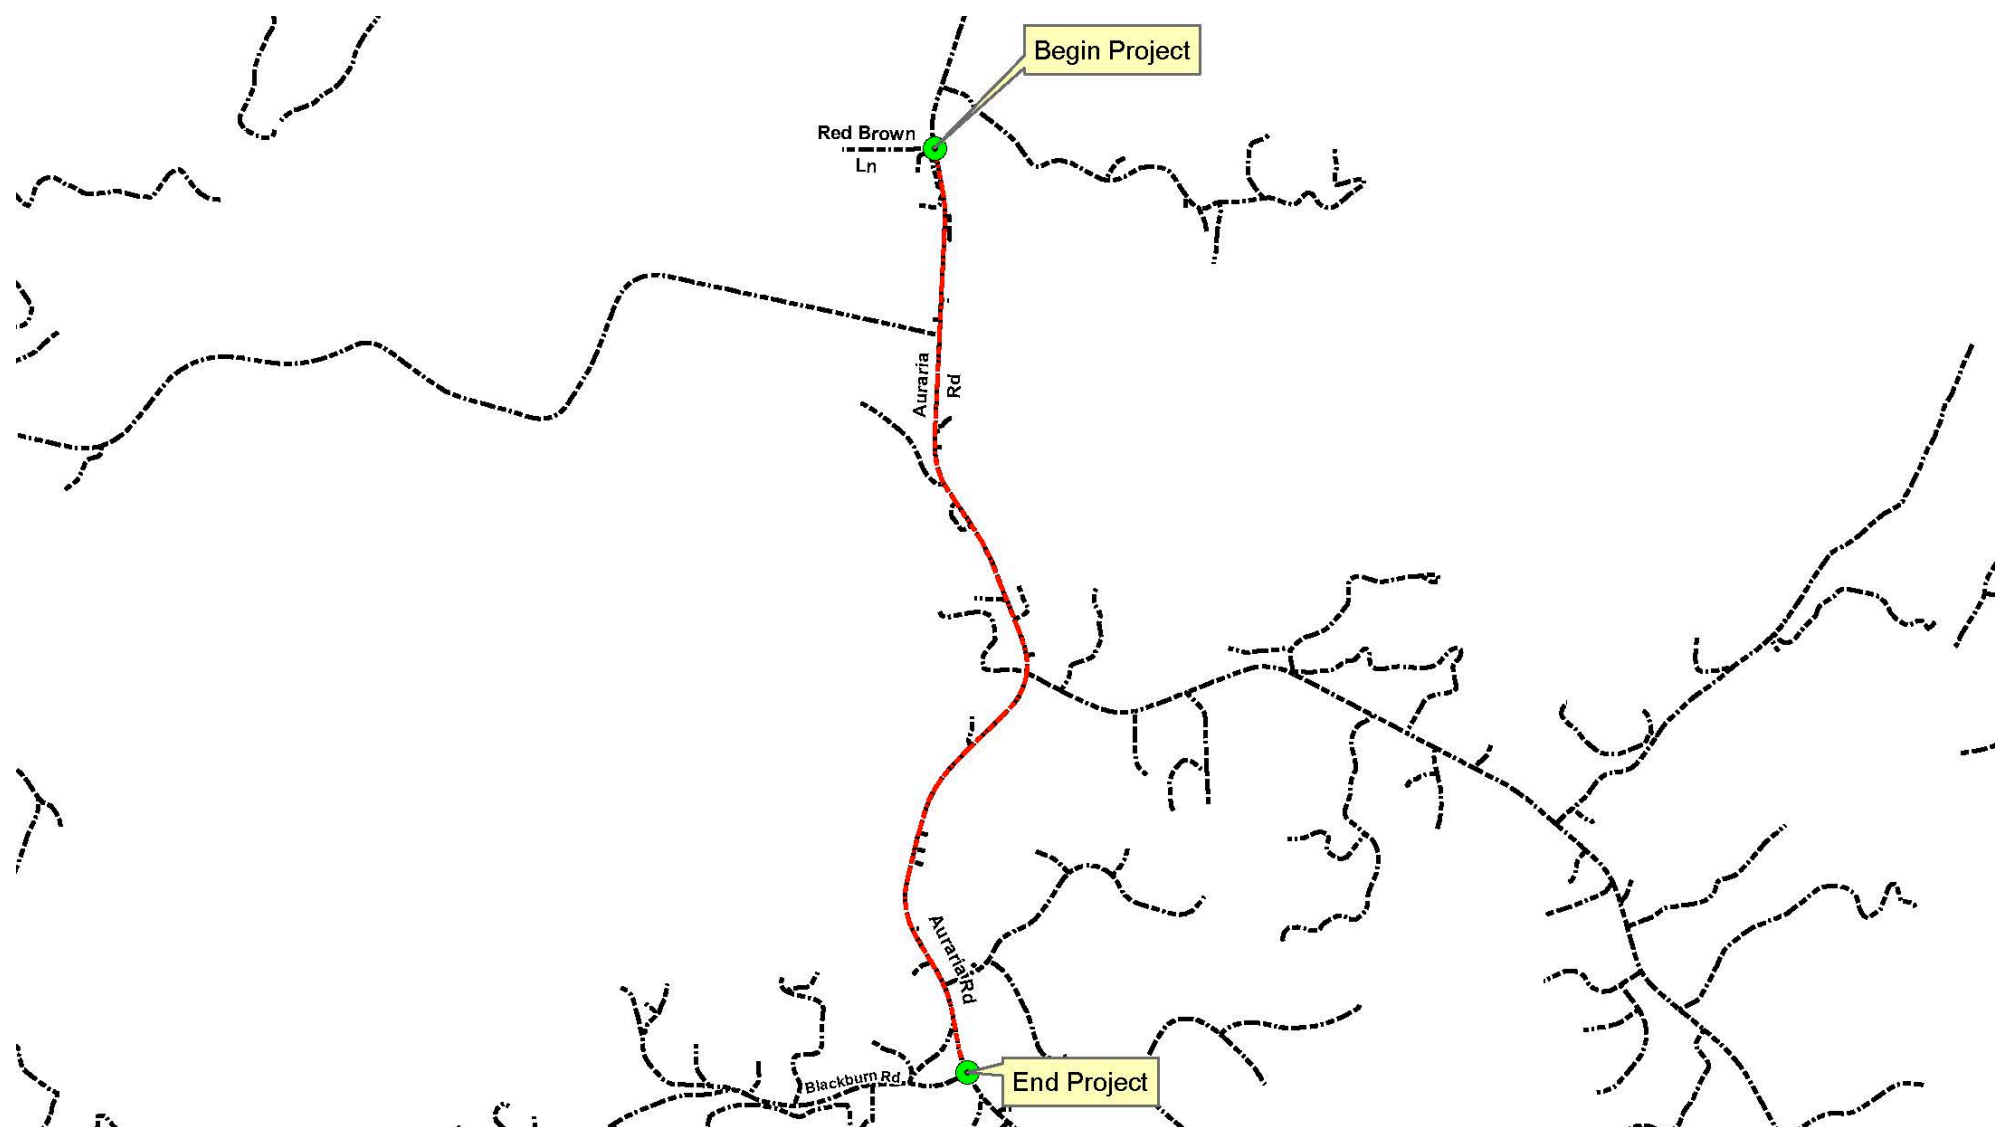 Begin Project
Red Brown
Ln
Auraria
Rd
Auraria Rd
Blackburn Rd
End Project